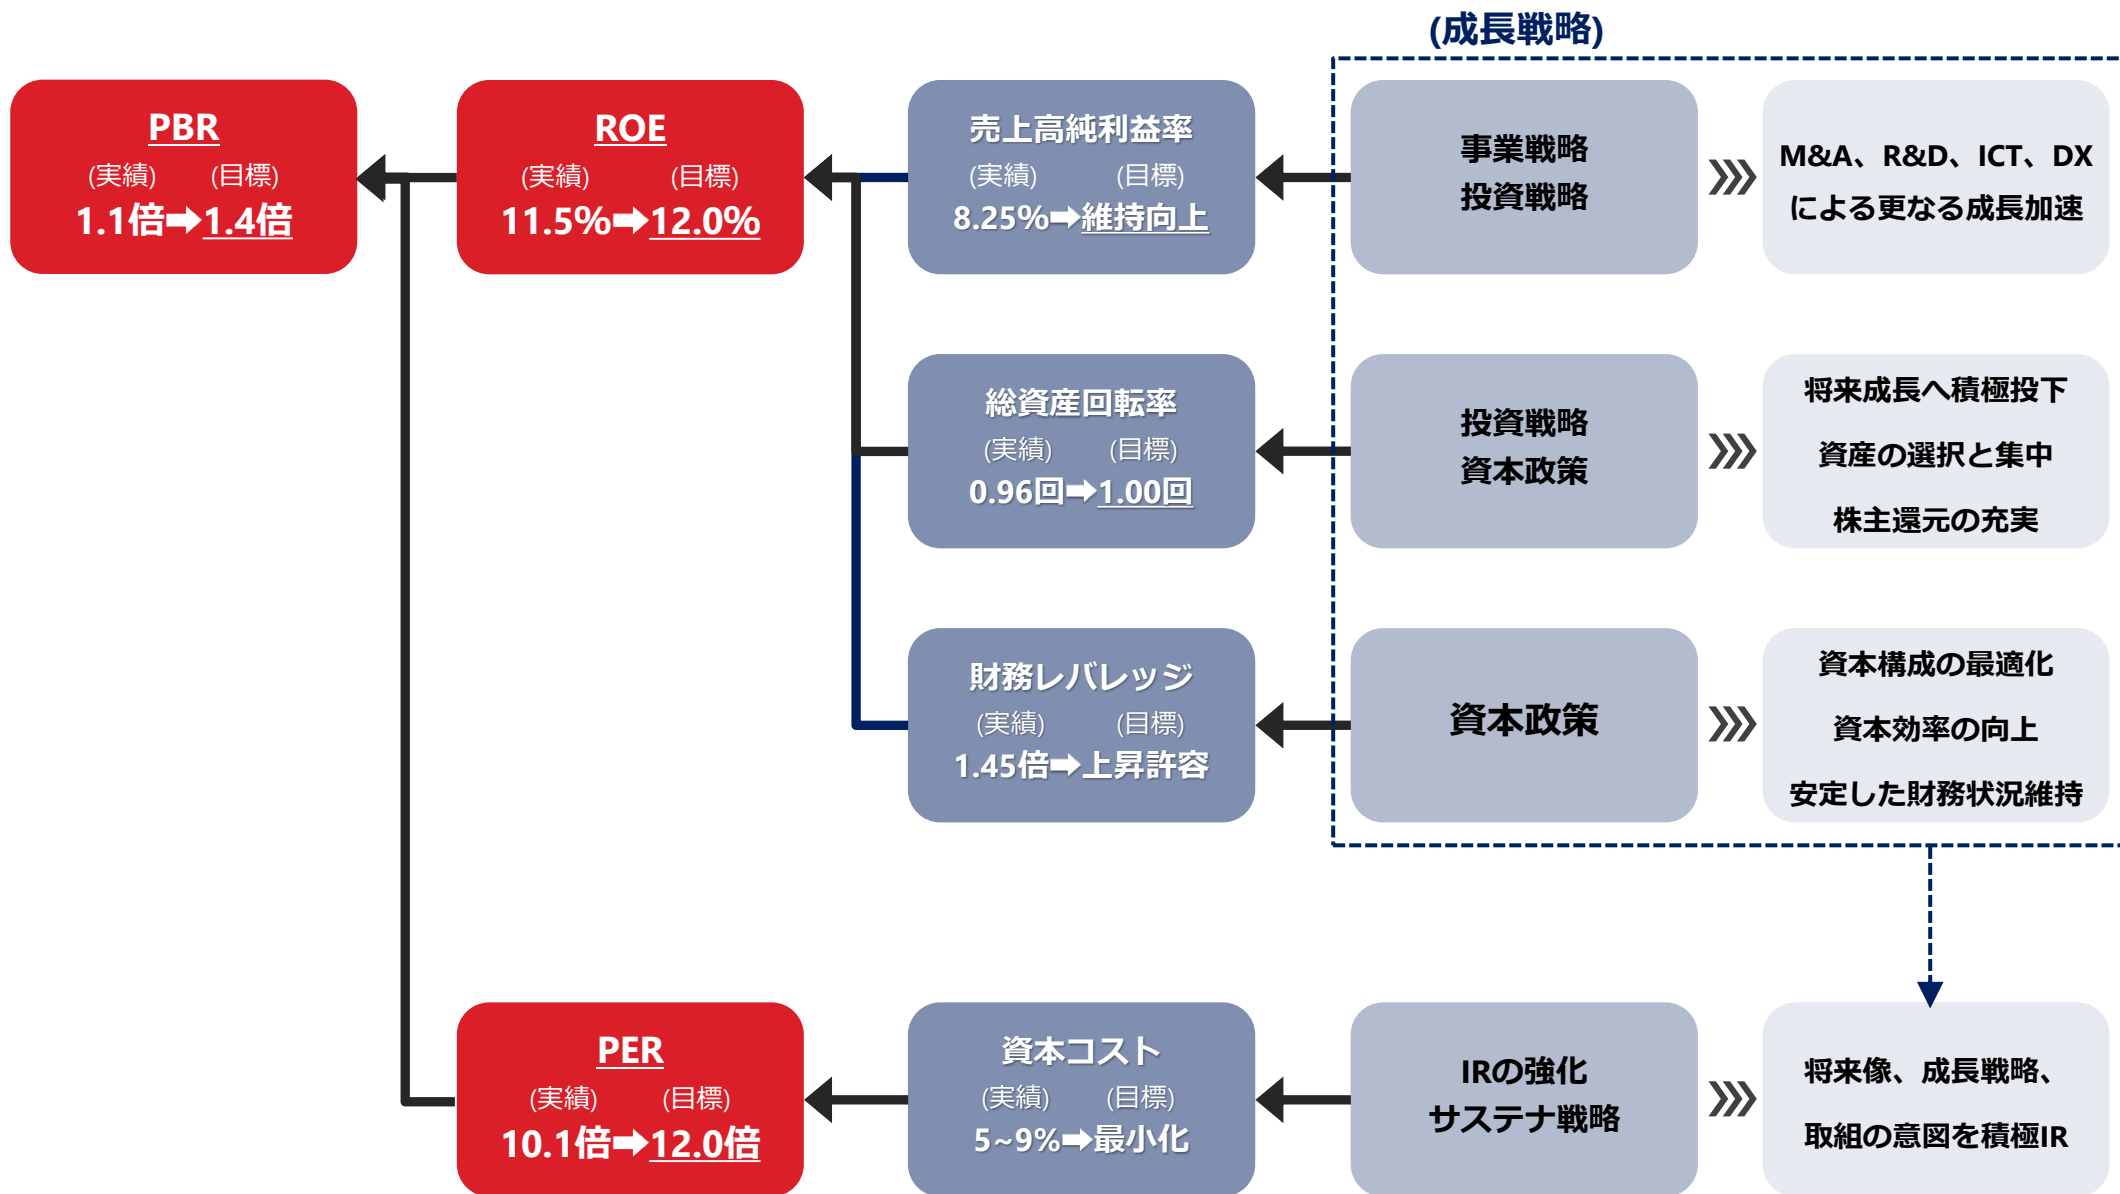 (成長戦略)
PBR
(実績) (目標)
1.1倍➡1.4倍
ROE
(実績) (目標)
11.5%➡12.0%
売上高純利益率
(実績) (目標)
8.25%➡維持向上
事業戦略
投資戦略
M&A、R&D、ICT、DX
による更なる成長加速
総資産回転率
(実績) (目標)
0.96回➡1.00回
投資戦略
資本政策
将来成長へ積極投下
資産の選択と集中
株主還元の充実
財務レバレッジ
(実績) (目標)
1.45倍➡上昇許容
資本政策
資本構成の最適化
資本効率の向上
安定した財務状況維持
PER
(実績) (目標)
10.1倍➡12.0倍
資本コスト
(実績) (目標)
5~9%➡最小化
IRの強化
サステナ戦略
将来像、成長戦略、
取組の意図を積極IR